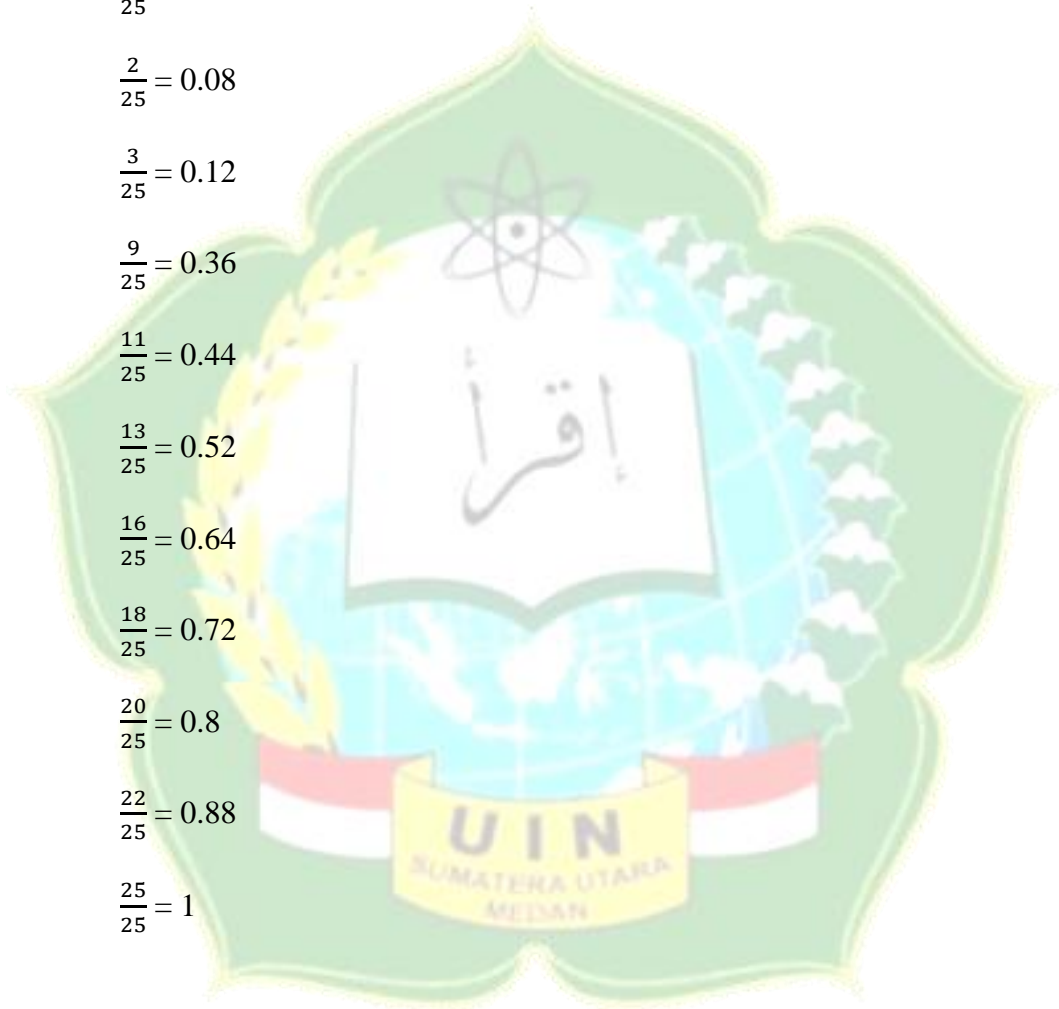 25
2/25 = 0.08
3/25 = 0.12
9/25 = 0.36
11/25 = 0.44
13/25 = 0.52
16/25 = 0.64
18/25 = 0.72
20/25 = 0.8
22/25 = 0.88
25/25 = 1
إقرأ
UIN
SUMATERA UTARA
MEDAN